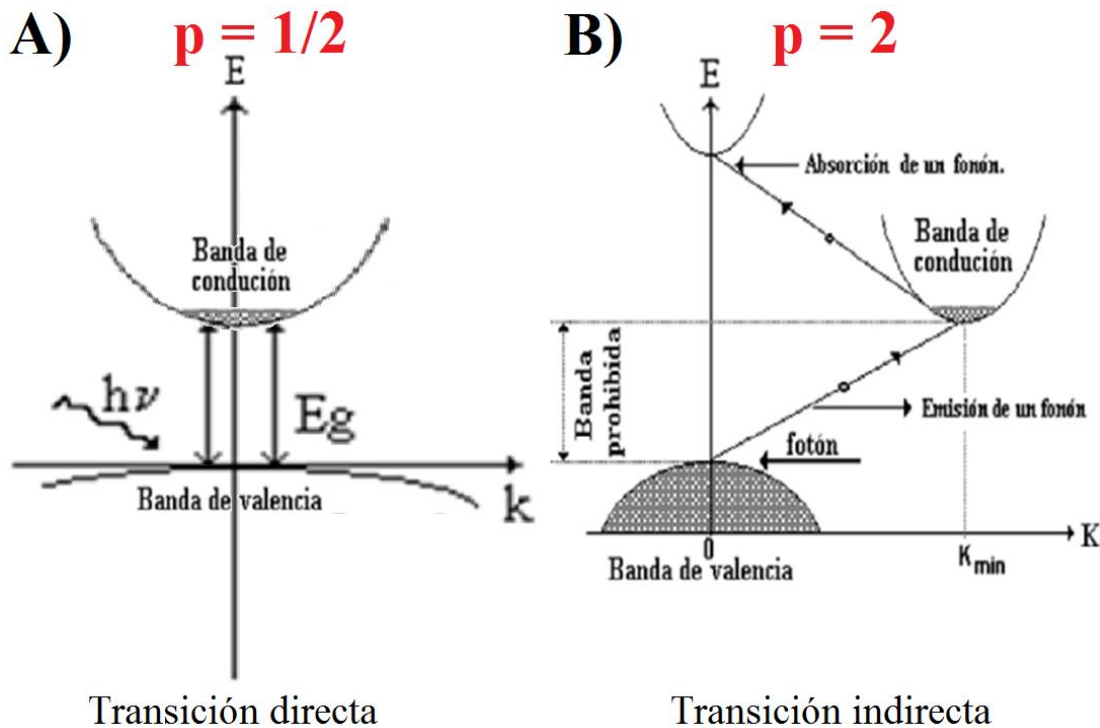 A)
p = 1/2
E
Banda de
condución
hν
Eg
Banda de valencia
k
Transición directa
B)
p = 2
E
Absorción de un fonón.
Banda de
condución
Banda
prohibida
Emisión de un fonón
fotón
K
0
K min
Banda de valencia
Transición indirecta